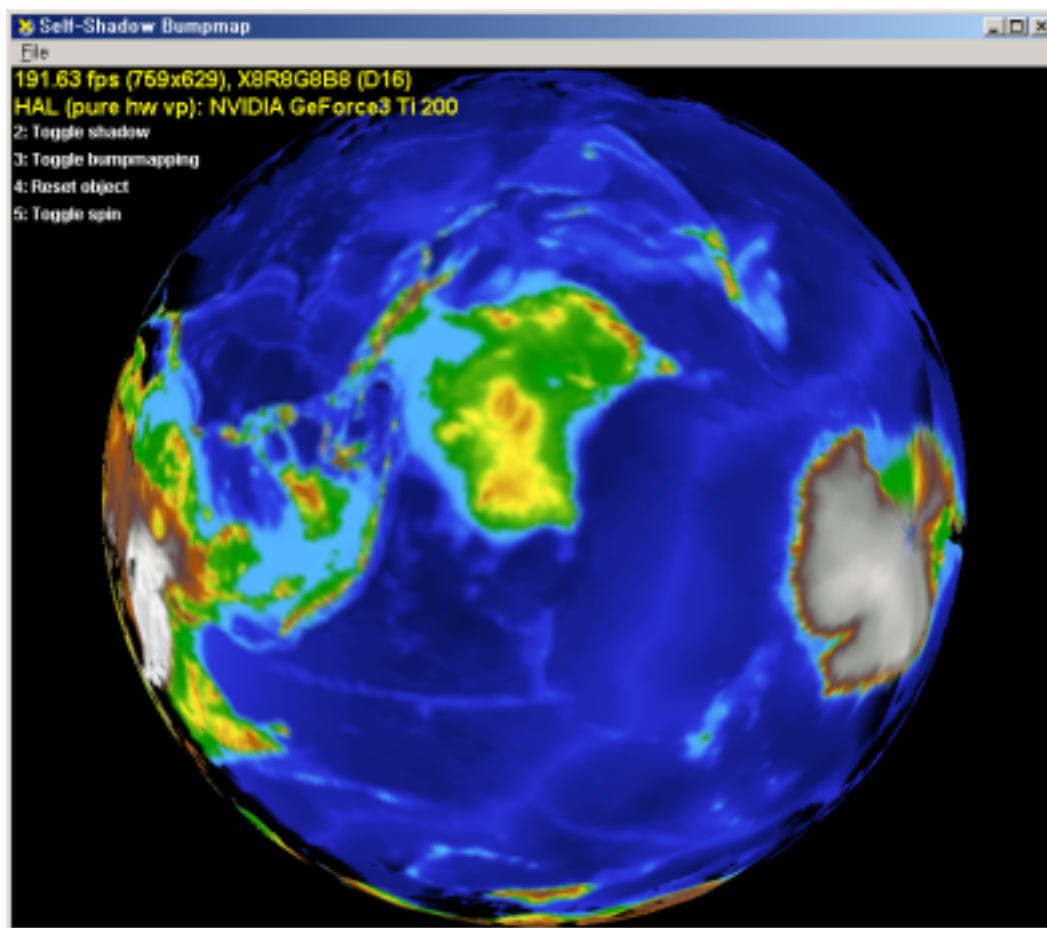 Self-Shadow Bumpmap
File
191.63 fps (759x629), X8R8G8B8 (D16)
HAL (pure hw vp): NVIDIA GeForce3 Ti 200
2: Toggle shadow
3: Toggle bumpmapping
4: Reset object
5: Toggle spin